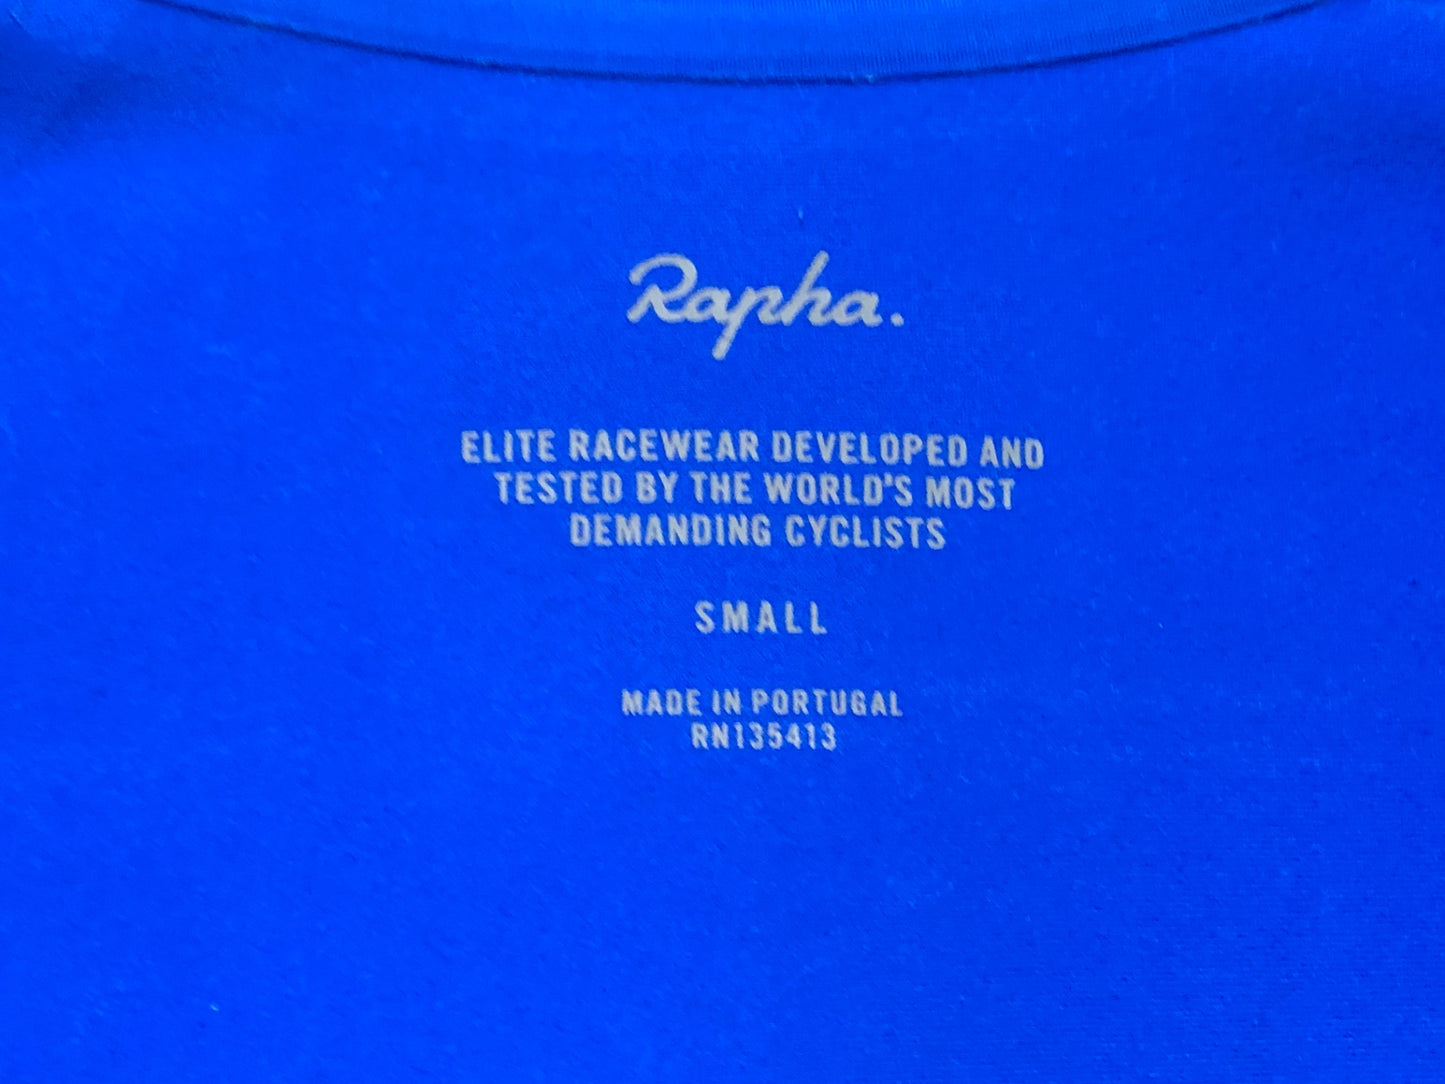 Rapha.
ELITE RACEWEAR DEVELOPED AND
TESTED BY THE WORLD'S MOST
DEMANDING CYCLISTS
SMALL
MADE IN PORTUGAL
RN135413